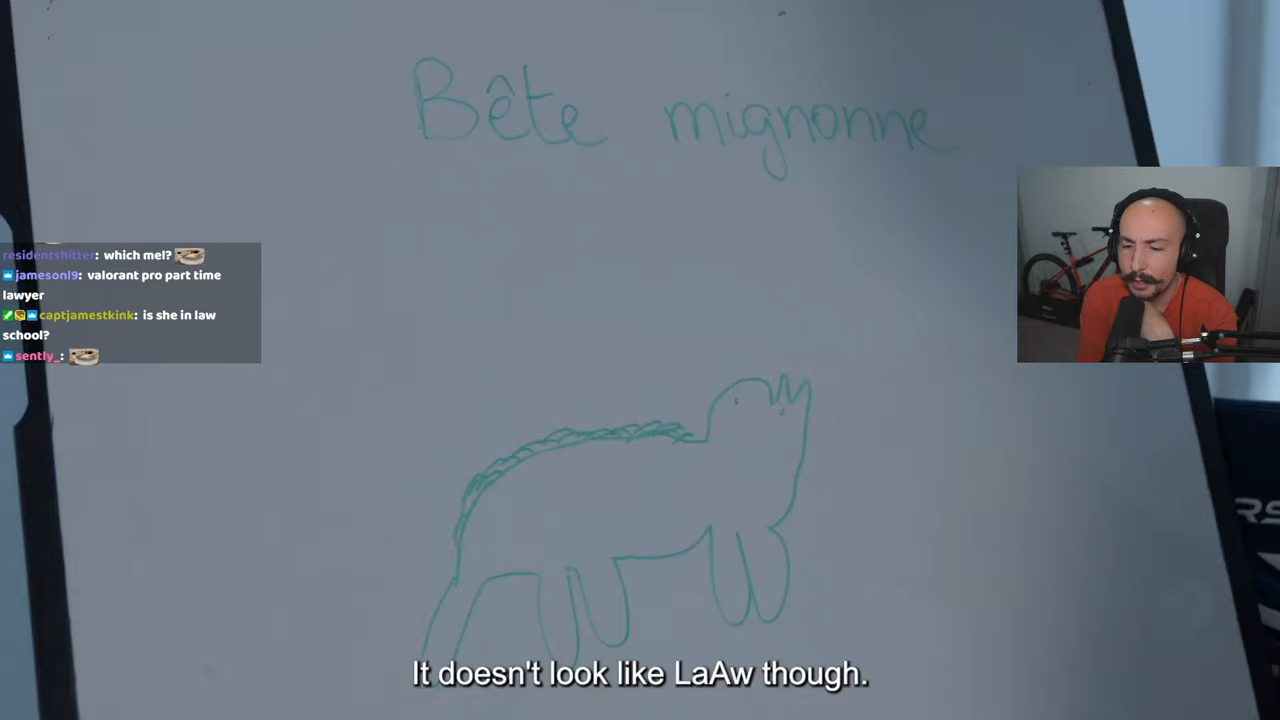 Bête mignonne
residentshitter: which mel?
jamesonl9: valorant pro part time
lawyer
captjamestkink: is she in law
school?
sently_:
RS
It doesn't look like LaAw though.